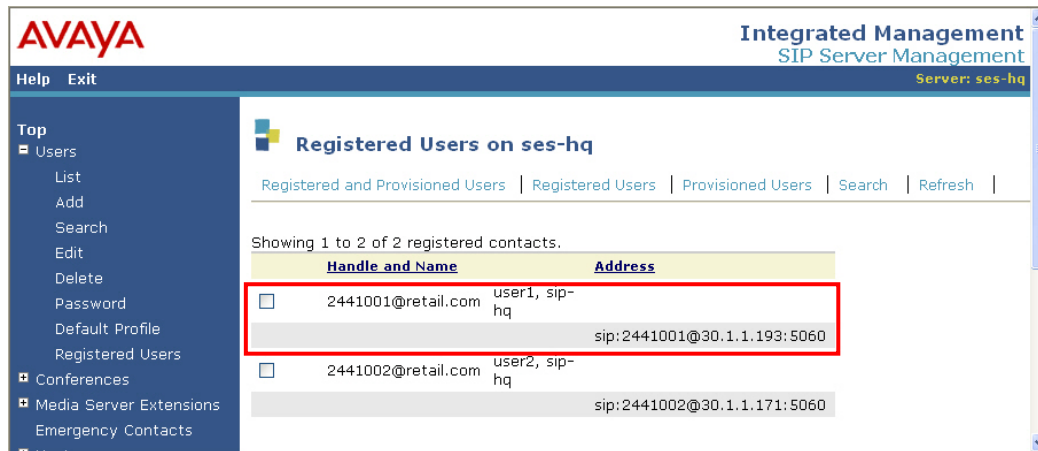 AVAYA
Integrated Management
SIP Server Management
Help Exit
Server: ses-hq
Top
Users
List
Add
Search
Edit
Delete
Password
Default Profile
Registered Users
Conferences
Media Server Extensions
Emergency Contacts
Registered Users on ses-hq
Registered and Provisioned Users | Registered Users | Provisioned Users | Search | Refresh |
Showing 1 to 2 of 2 registered contacts.
Handle and Name Address
2441001@retail.com user1, sip-
hq
sip:2441001@30.1.1.193:5060
2441002@retail.com user2, sip-
hq
sip:2441002@30.1.1.171:5060